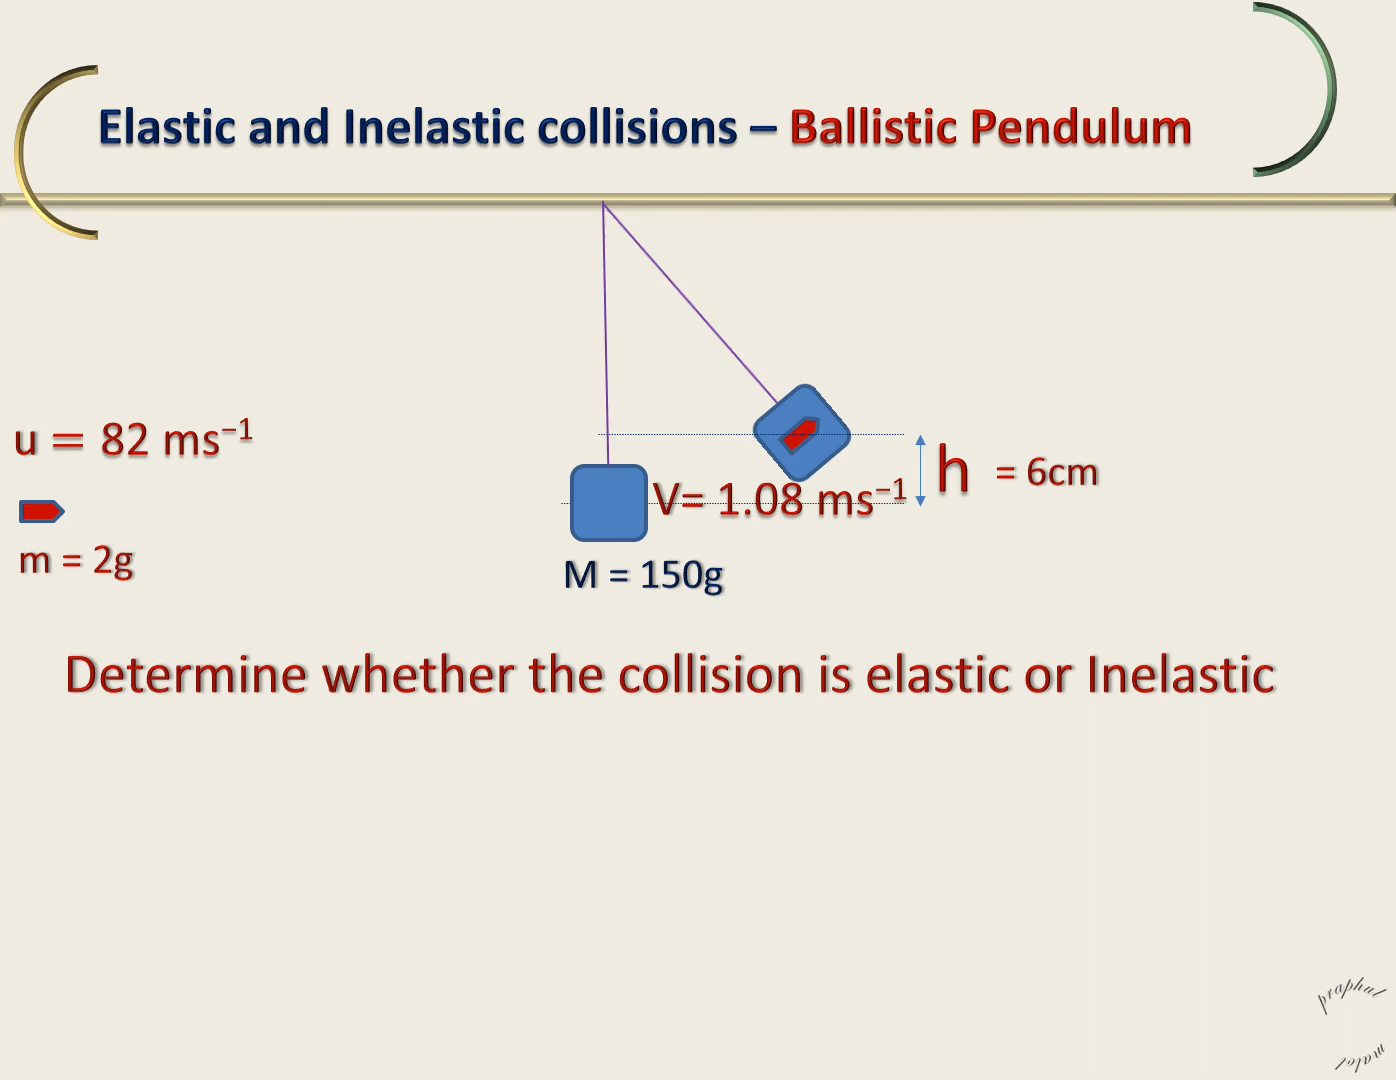 Elastic and Inelastic collisions – Ballistic Pendulum
u = 82 ms⁻¹
h = 6cm
V= 1.08 ms⁻¹
m = 2g
M = 150g
Determine whether the collision is elastic or Inelastic
praphul